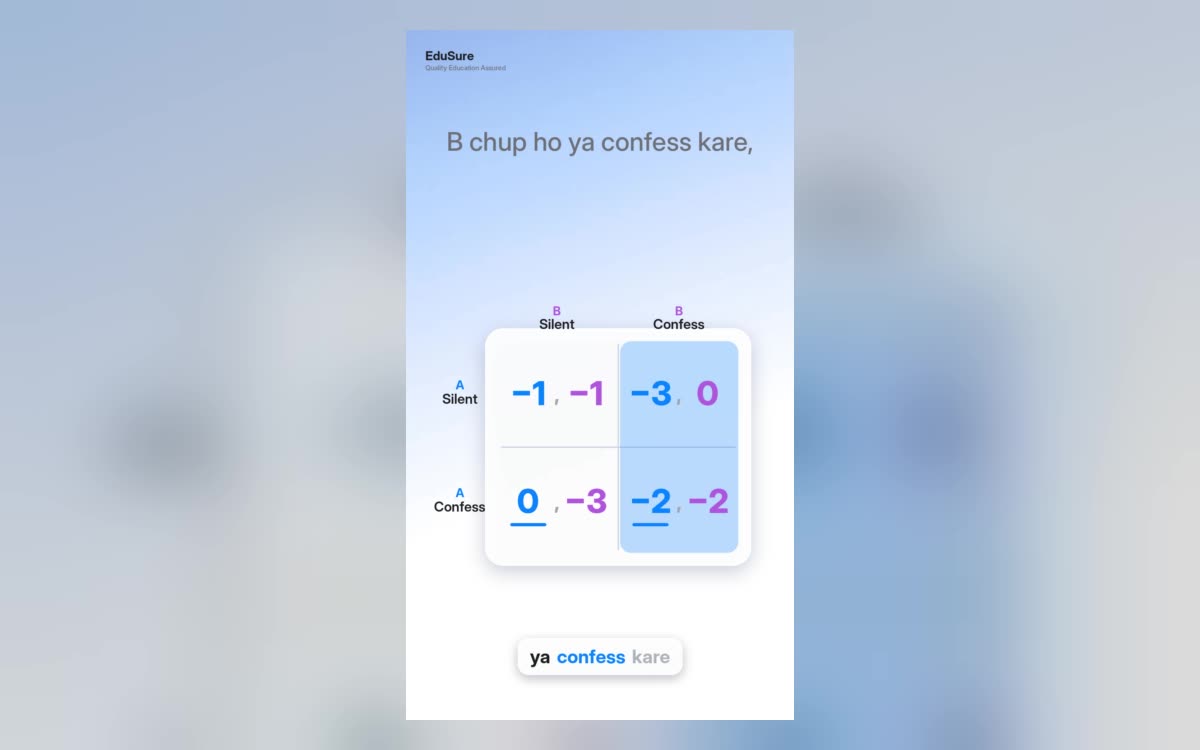 EduSure
Quality Education Assured
B chup ho ya confess kare,
B B
Silent Confess
A
Silent
−1 , −1 −3 , 0
A
Confess
0 , −3 −2 , −2
ya confess kare